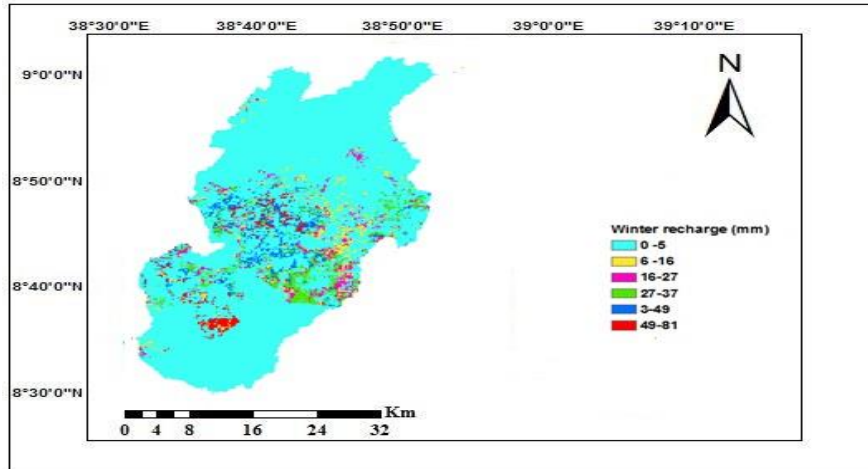 38°30'0"E 38°40'0"E 38°50'0"E 39°0'0"E 39°10'0"E
N
9°0'0"N
8°50'0"N
8°40'0"N
8°30'0"N
Winter recharge (mm)
0 -5
6 -16
16-27
27-37
3-49
49-81
Km
0 4 8 16 24 32